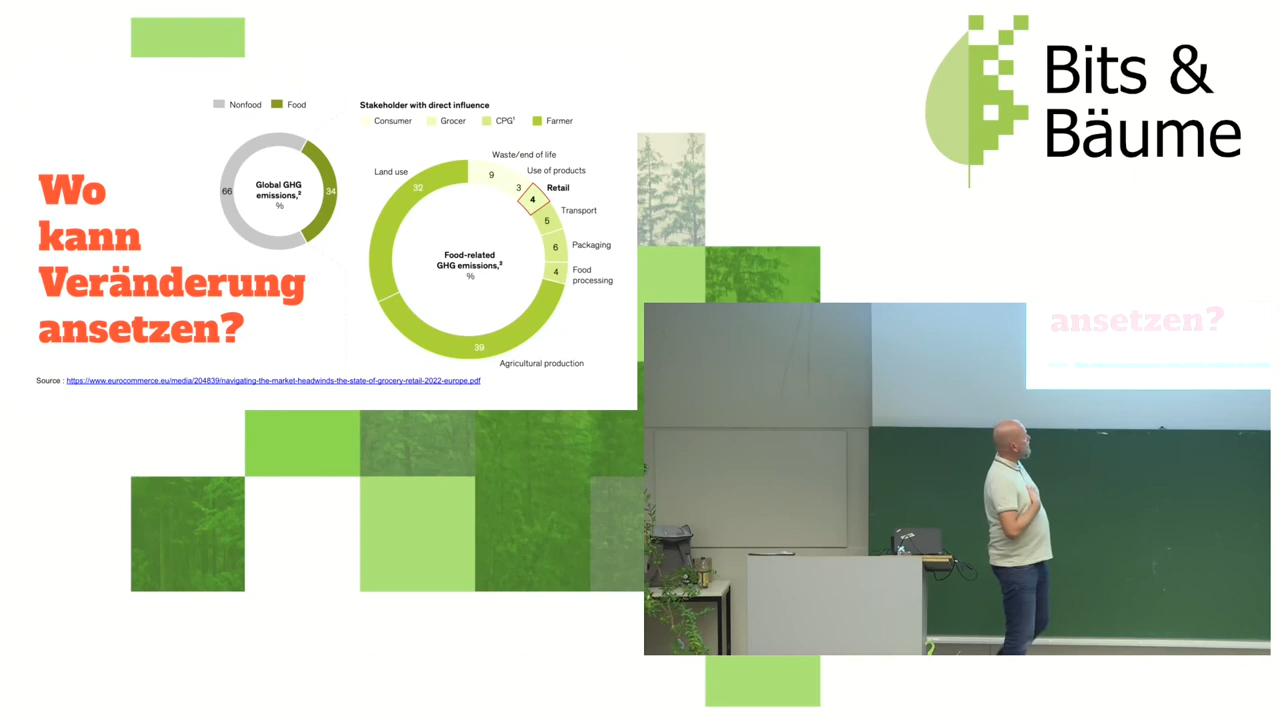 Bits &
Bäume
Nonfood Food
66
34
Global GHG
emissions,²
%
Stakeholder with direct influence
Consumer Grocer CPG¹ Farmer
Waste/end of life
Use of products
Retail
Transport
Packaging
Food
processing
Agricultural production
Land use
32
9
3
4
5
6
4
39
Food-related
GHG emissions,³
%
Wo
kann
Veränderung
ansetzen?
Source : https://www.eurocommerce.eu/media/204839/navigating-the-market-headwinds-the-state-of-grocery-retail-2022-europe.pdf
ansetzen?